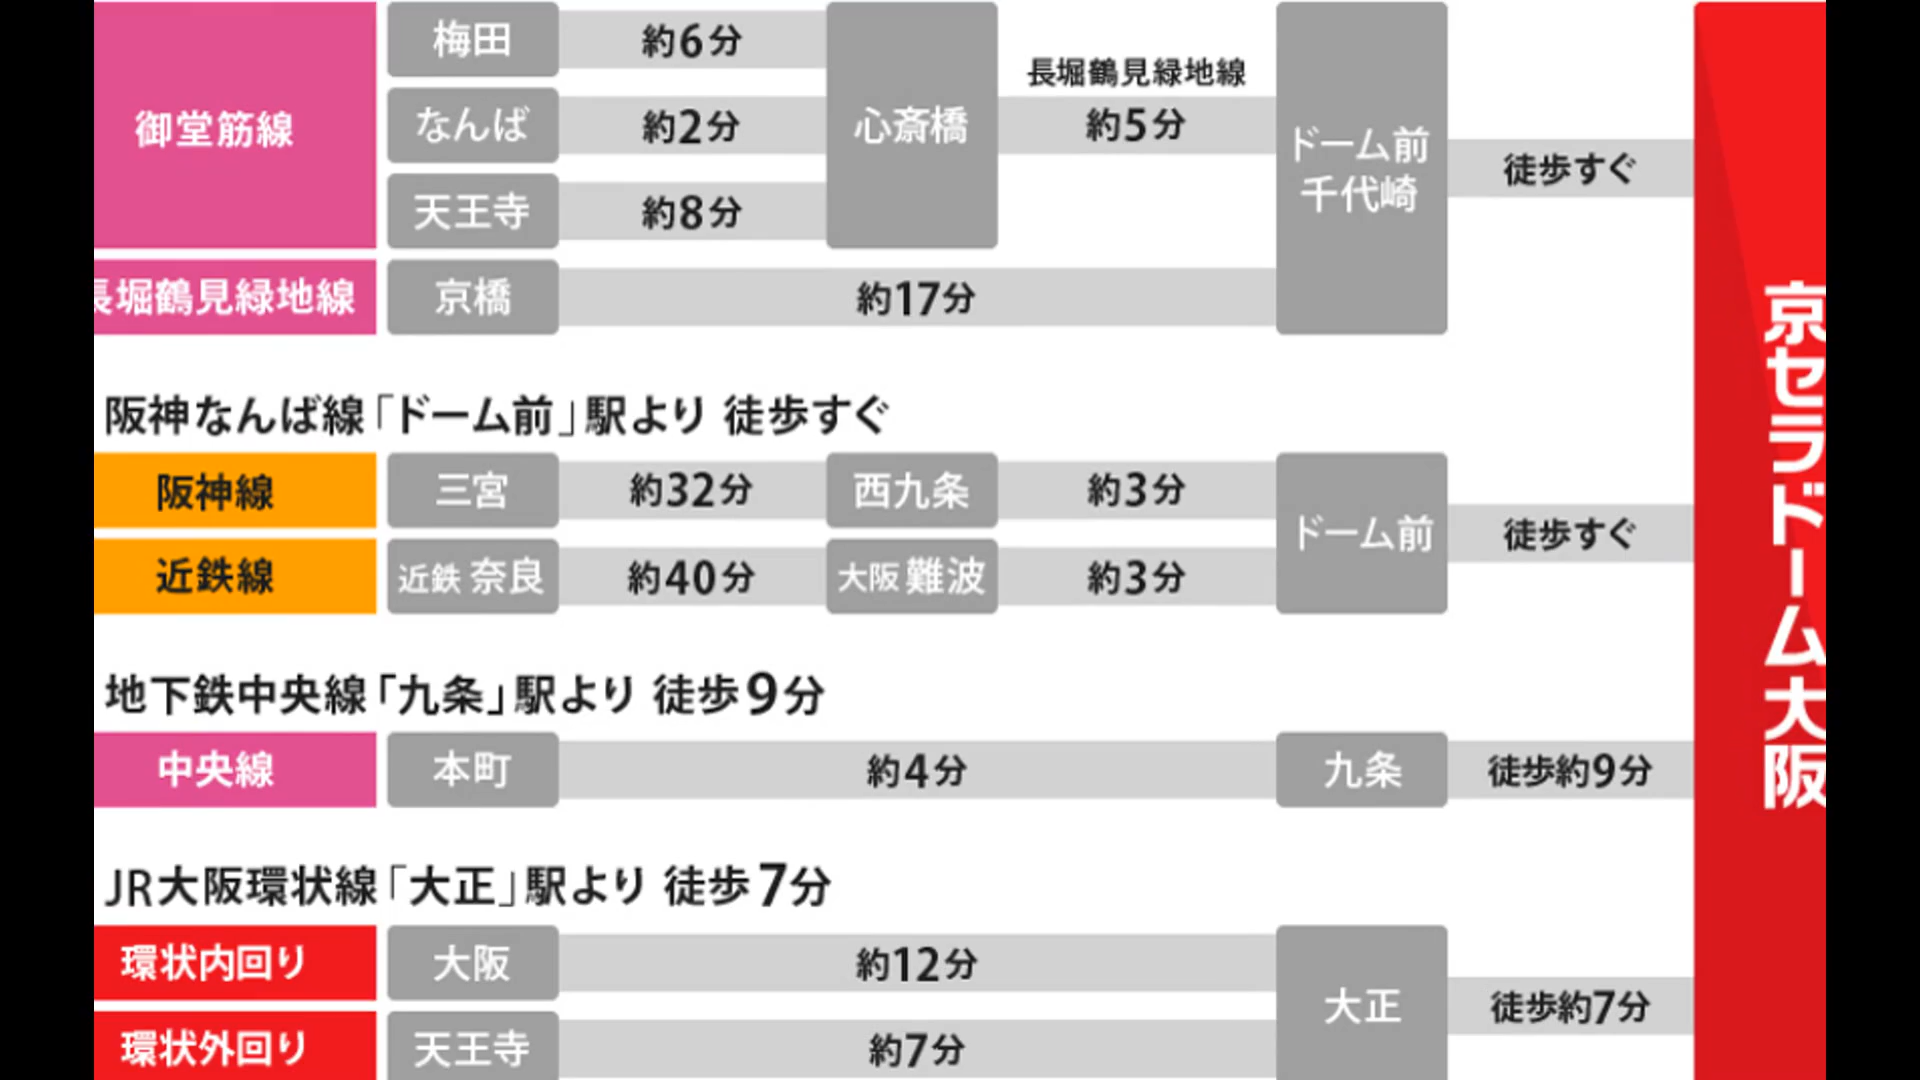 御堂筋線
梅田 約6分
なんば 約2分
天王寺 約8分
心斎橋
長堀鶴見緑地線
約5分
ドーム前
千代崎
徒歩すぐ
長堀鶴見緑地線 京橋 約17分
阪神なんば線「ドーム前」駅より 徒歩すぐ
阪神線 三宮 約32分 西九条 約3分
近鉄線 近鉄 奈良 約40分 大阪 難波 約3分
ドーム前 徒歩すぐ
地下鉄中央線「九条」駅より 徒歩9分
中央線 本町 約4分 九条 徒歩約9分
JR大阪環状線「大正」駅より 徒歩7分
環状内回り 大阪 約12分
環状外回り 天王寺 約7分
大正 徒歩約7分
京セラドーム大阪